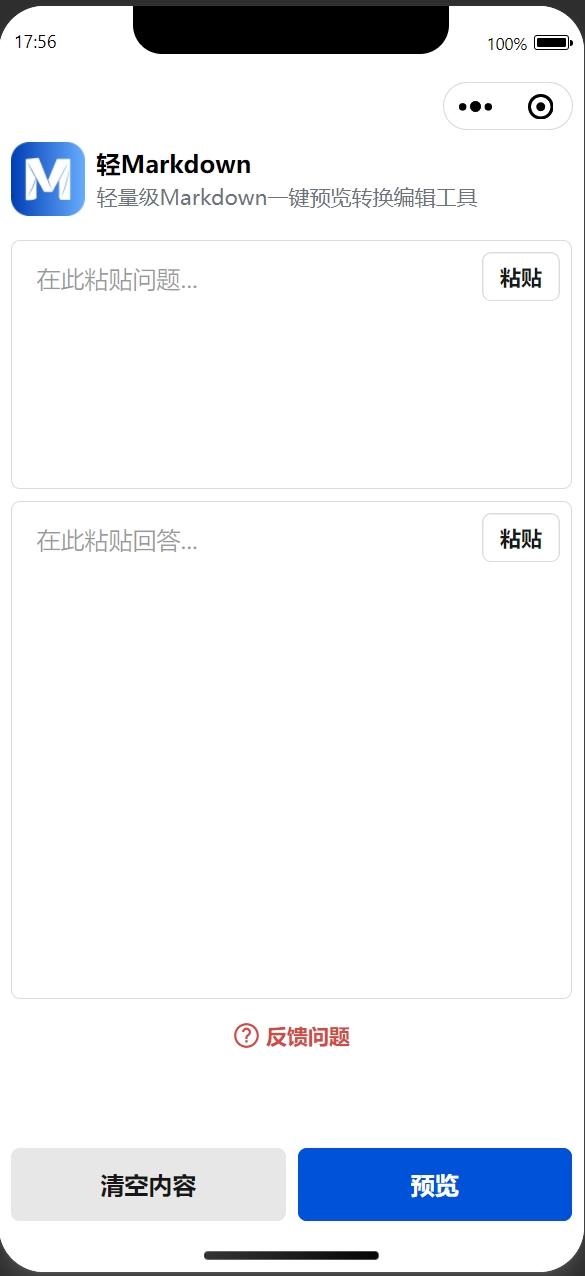 17:56
100%
M
轻Markdown
轻量级Markdown一键预览转换编辑工具
在此粘贴问题...
粘贴
在此粘贴回答...
粘贴
? 反馈问题
清空内容
预览